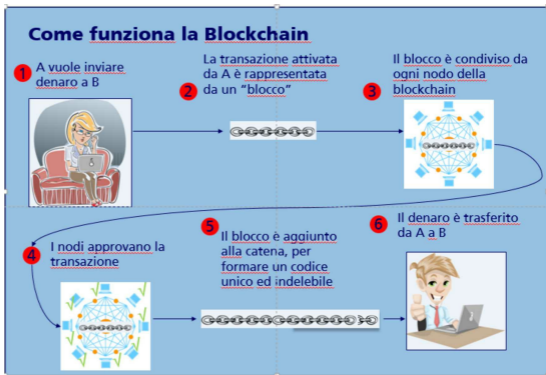 Come funziona la Blockchain
1
A vuole inviare
denaro a B
2
La transazione attivata
da A è rappresentata
da un “blocco”
3
Il blocco è condiviso da
ogni nodo della
blockchain
4
I nodi approvano la
transazione
5
Il blocco è aggiunto
alla catena, per
formare un codice
unico ed indelebile
6
Il denaro è trasferito
da A a B